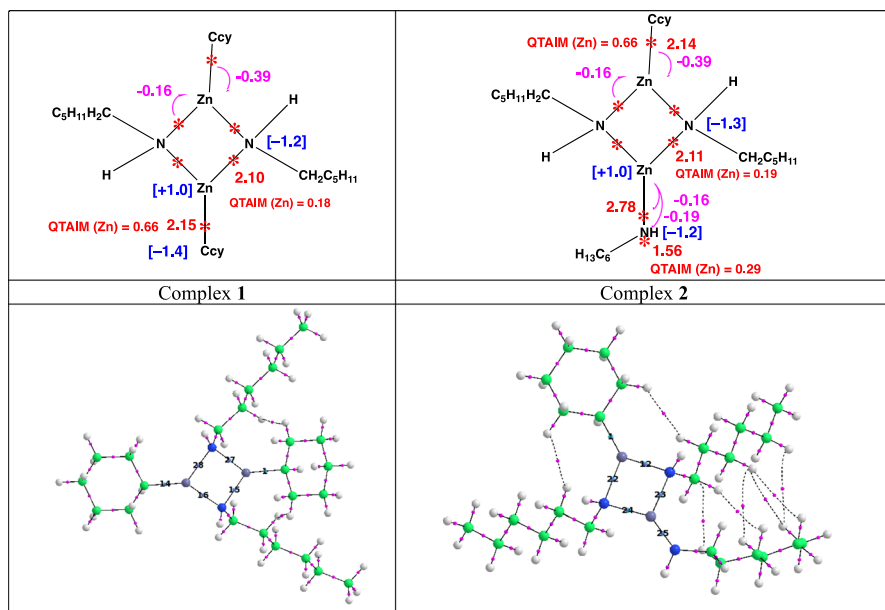 Ccy
-0.39
-0.16
Zn
H
C5H11H2C
N
N
[−1.2]
H
CH2C5H11
[+1.0]
2.10
Zn
QTAIM (Zn) = 0.18
QTAIM (Zn) = 0.66
2.15
[−1.4]
Ccy
Ccy
QTAIM (Zn) = 0.66
2.14
-0.16
-0.39
Zn
H
C5H11H2C
N
N
[−1.3]
H
2.11
CH2C5H11
[+1.0]
Zn
QTAIM (Zn) = 0.19
-0.16
2.78
-0.19
NH
[−1.2]
H13C6
1.56
QTAIM (Zn) = 0.29
Complex 1
Complex 2
28
27
14
1
16
15
1
12
22
23
24
25